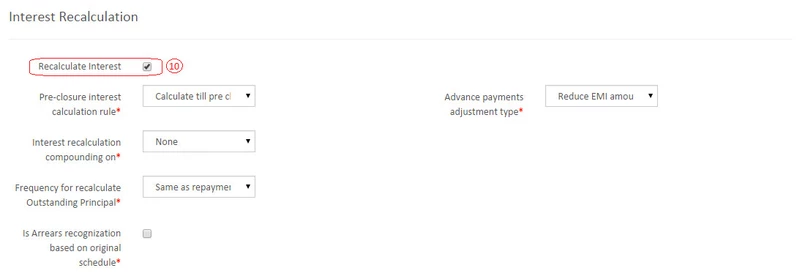 Interest Recalculation
Recalculate Interest 10
Pre-closure interest
calculation rule*
Calculate till pre cl
Advance payments
adjustment type*
Reduce EMI amou
Interest recalculation
compounding on*
None
Frequency for recalculate
Outstanding Principal*
Same as repaymen
Is Arrears recognization
based on original
schedule*